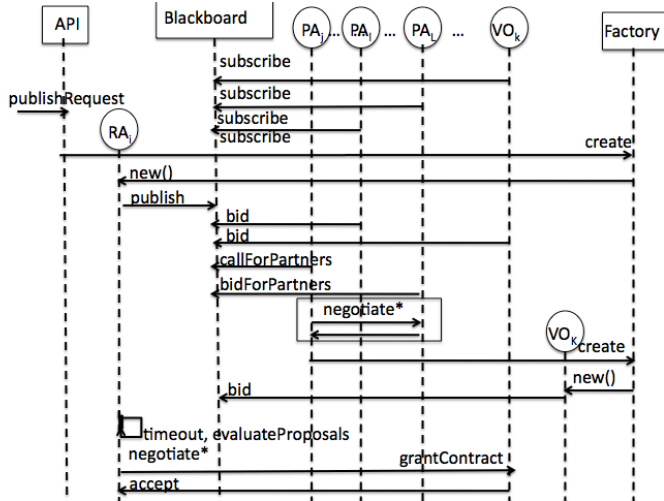 API
Blackboard
PAj ... PAl ... PAL ... VOk
Factory
subscribe
publishRequest
subscribe
RAi
subscribe
subscribe
create
new()
publish
bid
bid
callForPartners
bidForPartners
negotiate*
VOK
create
new()
bid
timeout, evaluateProposals
negotiate*
grantContract
accept